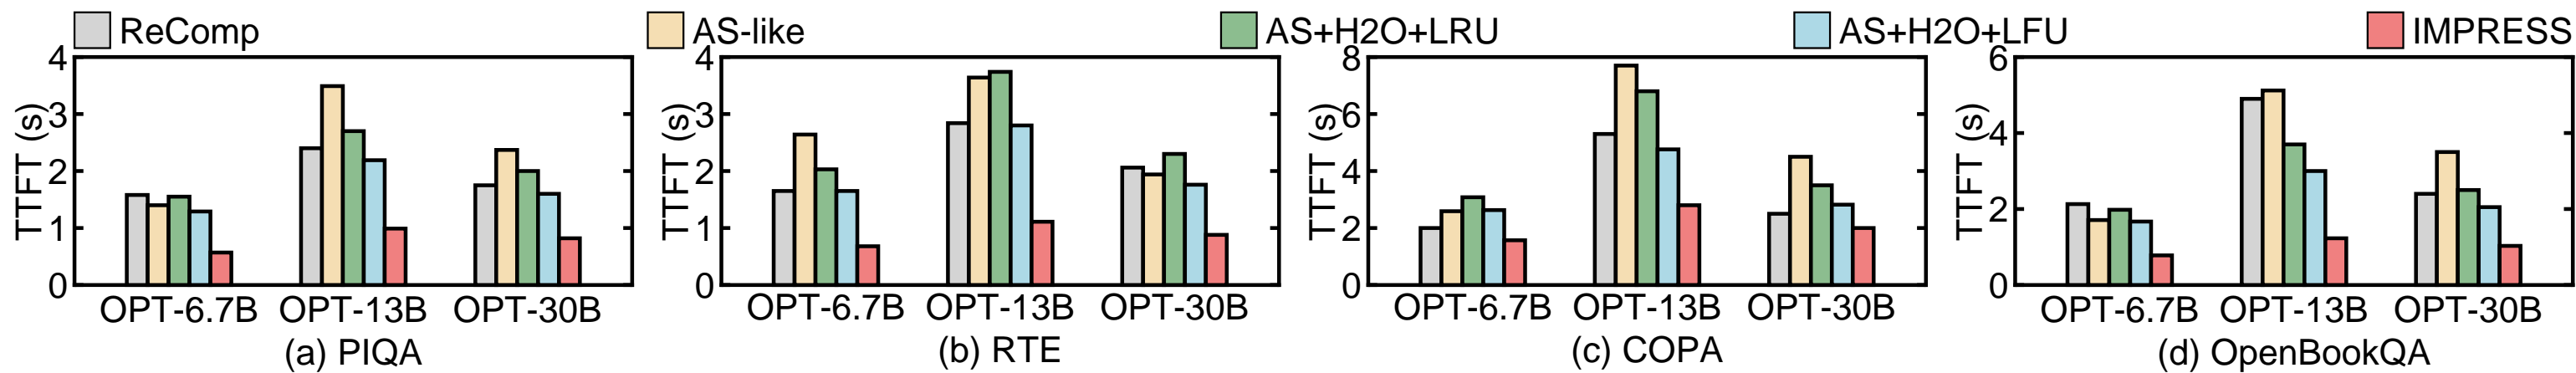 ReComp AS-like AS+H2O+LRU AS+H2O+LFU IMPRESS
TTFT (s)
4
3
2
1
0
OPT-6.7B OPT-13B OPT-30B
(a) PIQA
TTFT (s)
4
3
2
1
0
OPT-6.7B OPT-13B OPT-30B
(b) RTE
TTFT (s)
8
6
4
2
0
OPT-6.7B OPT-13B OPT-30B
(c) COPA
TTFT (s)
6
4
2
0
OPT-6.7B OPT-13B OPT-30B
(d) OpenBookQA